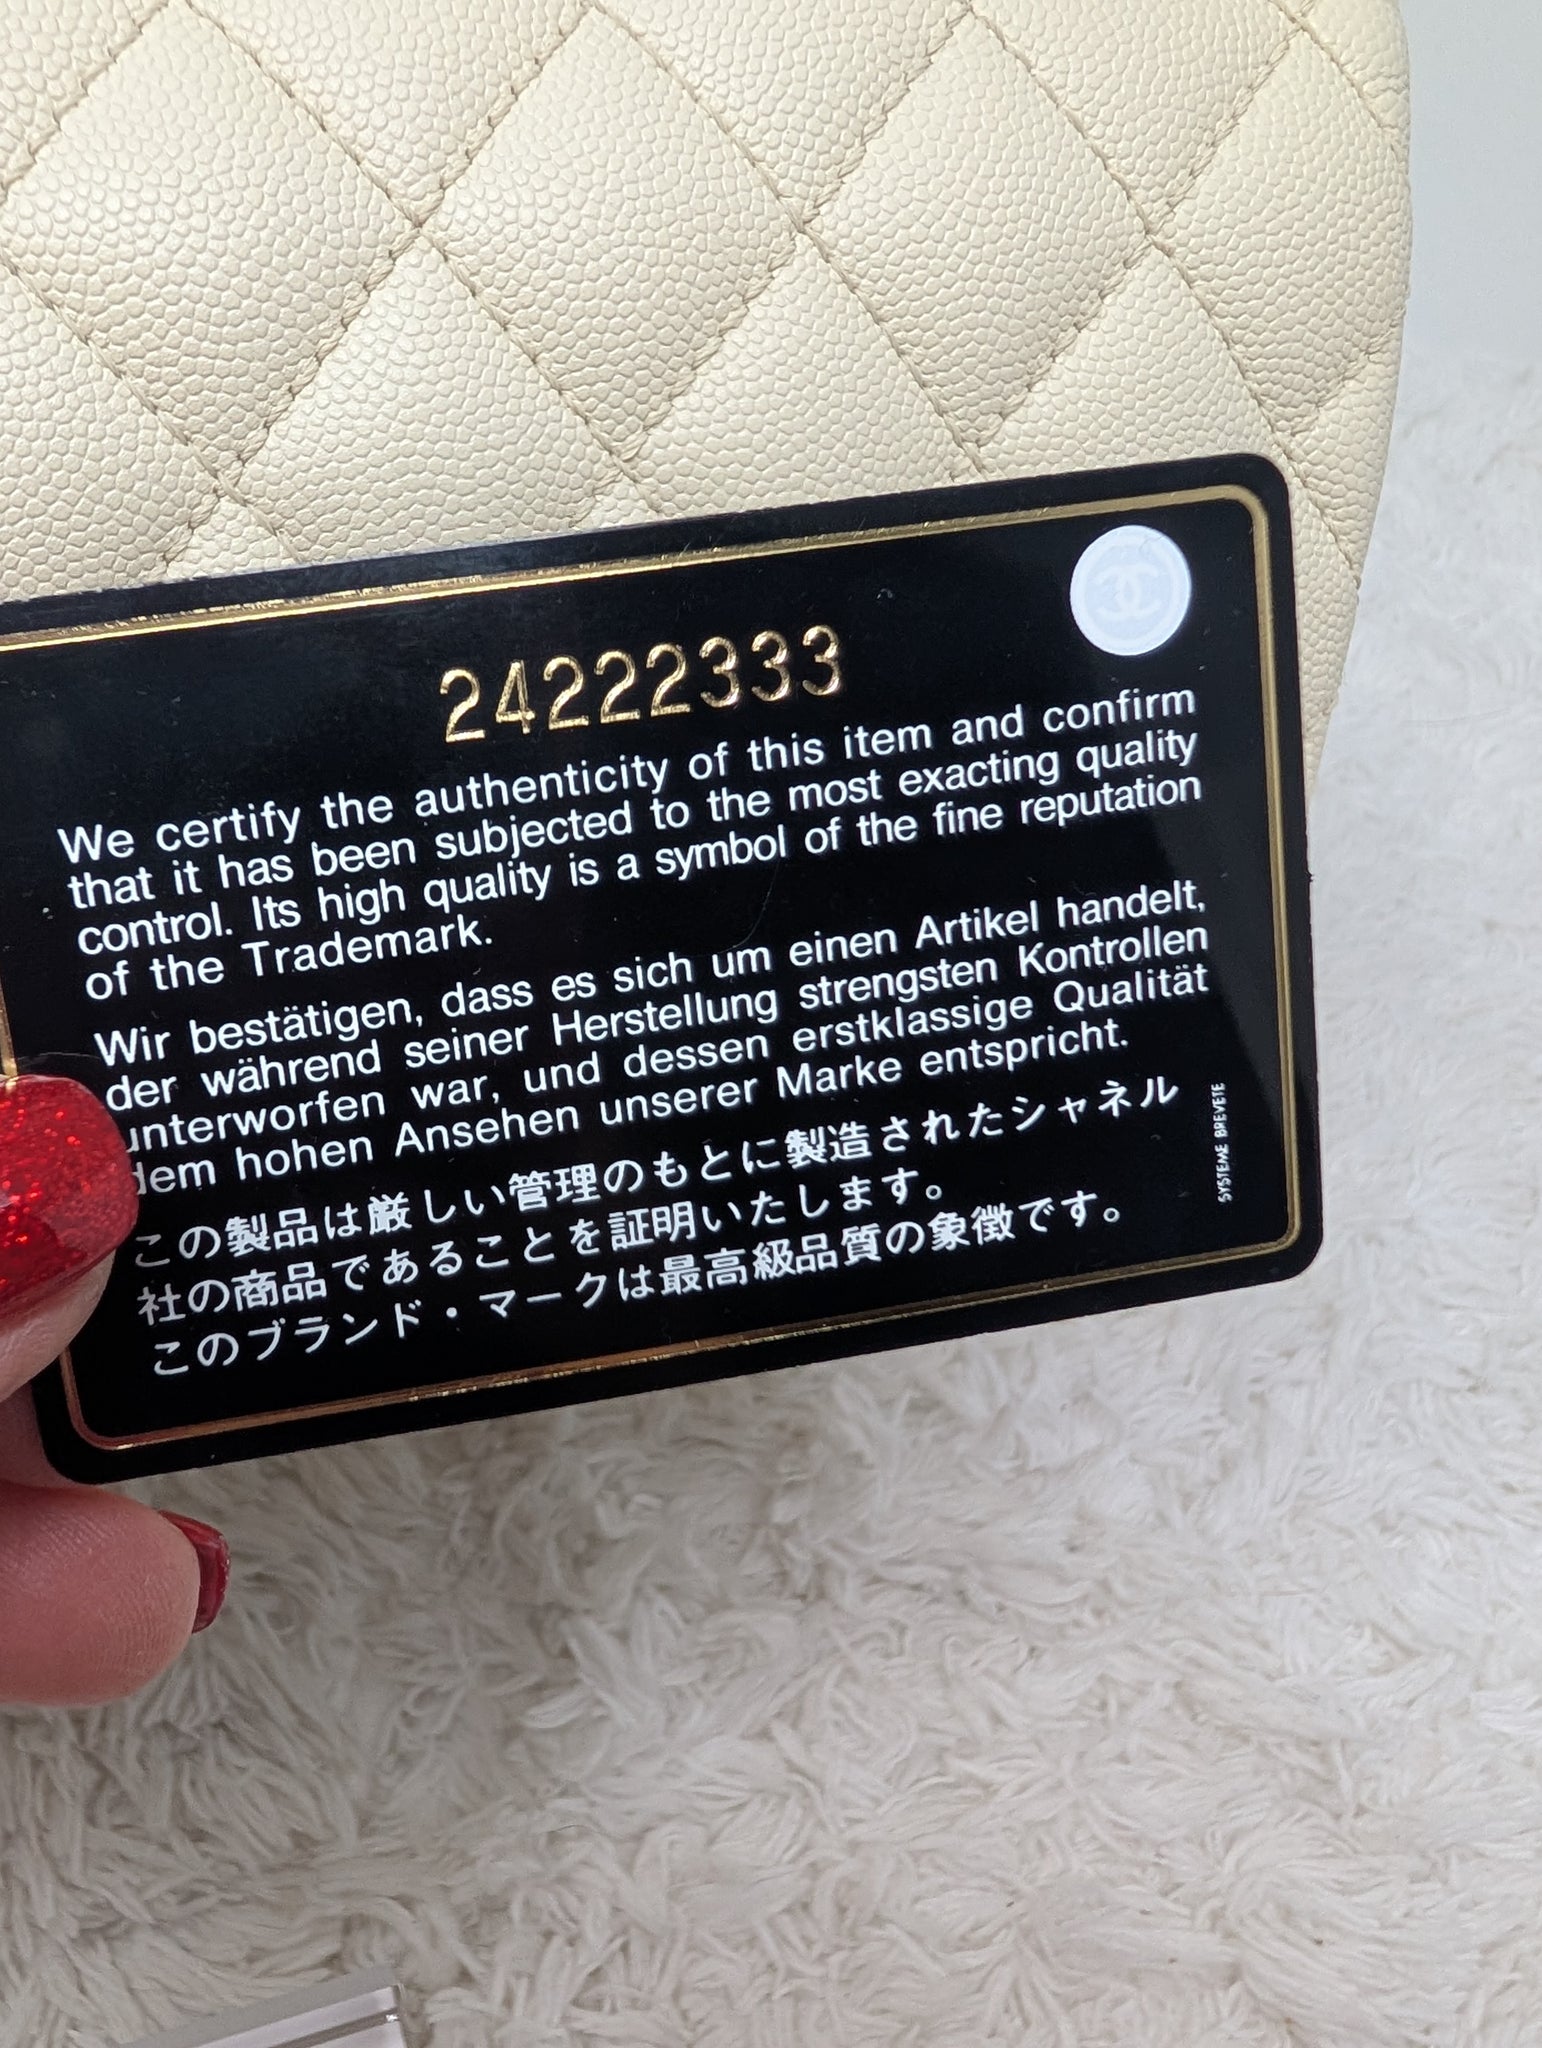 24222333
We certify the authenticity of this item and confirm
that it has been subjected to the most exacting quality
control. Its high quality is a symbol of the fine reputation
of the Trademark.
Wir bestätigen, dass es sich um einen Artikel handelt,
der während seiner Herstellung strengsten Kontrollen
unterworfen war, und dessen erstklassige Qualität
dem hohen Ansehen unserer Marke entspricht.
この製品は厳しい管理のもとに製造されたシャネル
社の商品であることを証明いたします。
このブランド・マークは最高級品質の象徴です。
SYSTEME BREVETE